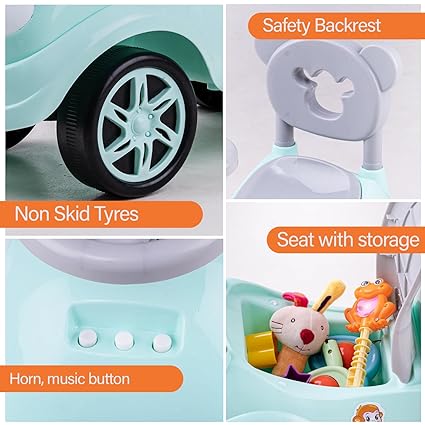 Safety Backrest
Non Skid Tyres
Seat with storage
Horn, music button